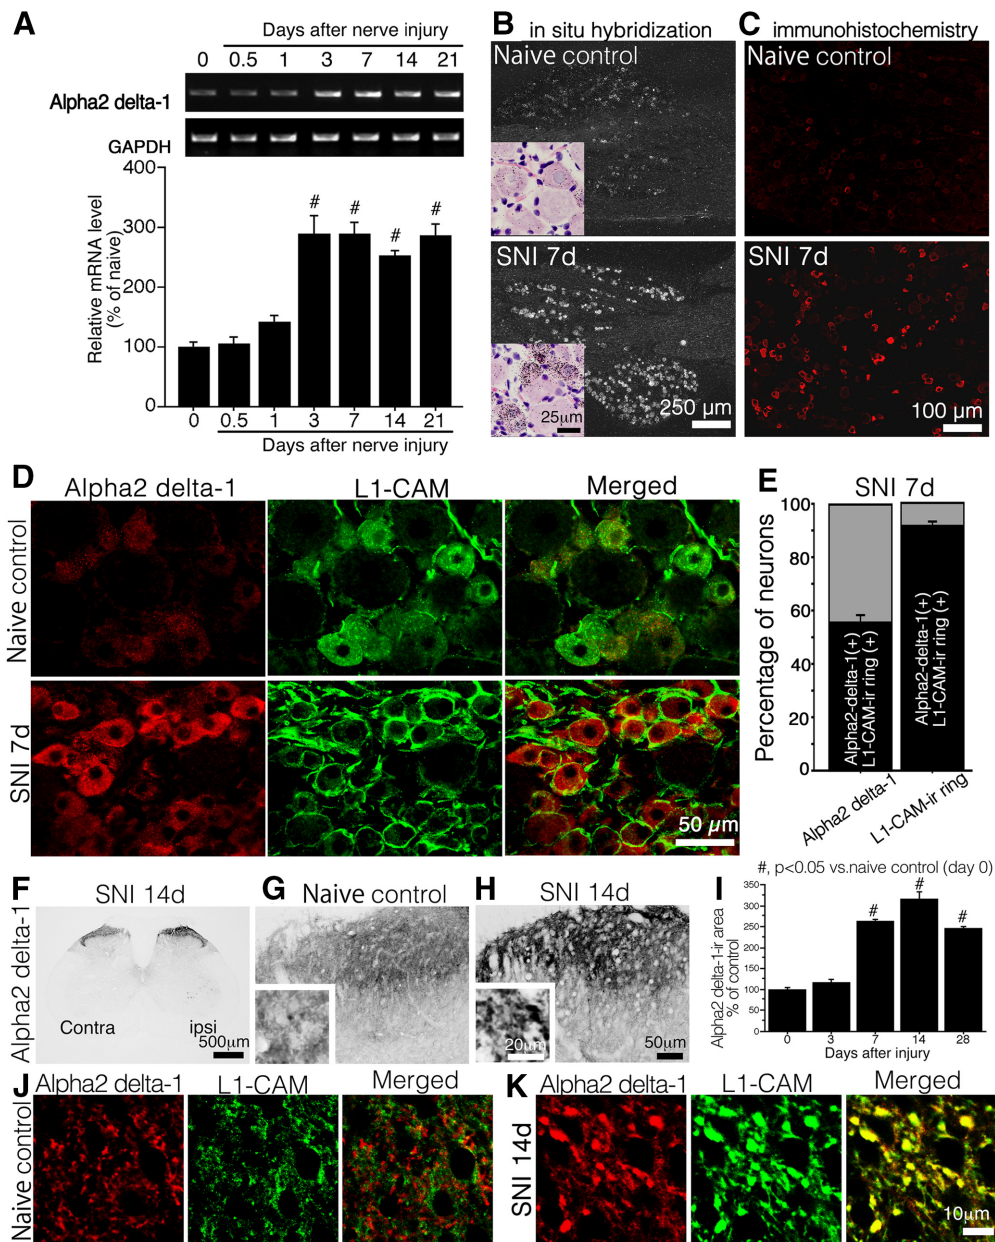 A
Days after nerve injury
0 0.5 1 3 7 14 21
Alpha2 delta-1
GAPDH
Relative mRNA level
(% of naive)
400
300
200
100
0
# # # #
0 0.5 1 3 7 14 21
Days after nerve injury
B in situ hybridization
Naive control
SNI 7d
25μm
250 μm
C immunohistochemistry
Naive control
SNI 7d
100 μm
D
Alpha2 delta-1 L1-CAM Merged
Naive control
SNI 7d
50 μm
E
SNI 7d
Percentage of neurons
100
80
60
40
20
0
Alpha2-delta-1(+)
L1-CAM-ir ring (+)
Alpha2-delta-1(+)
L1-CAM-ir ring (+)
Alpha2 delta-1
L1-CAM-ir ring
F
SNI 14d
Alpha2 delta-1
Contra ipsi
500μm
G
Naive control
H
SNI 14d
20μm
50μm
#, p<0.05 vs.naive control (day 0)
I
Alpha2 delta-1-ir area
% of control
350
300
250
200
150
100
50
0
# # #
0 3 7 14 28
Days after injury
J Alpha2 delta-1 L1-CAM Merged
Naive control
K Alpha2 delta-1 L1-CAM Merged
SNI 14d
10μm